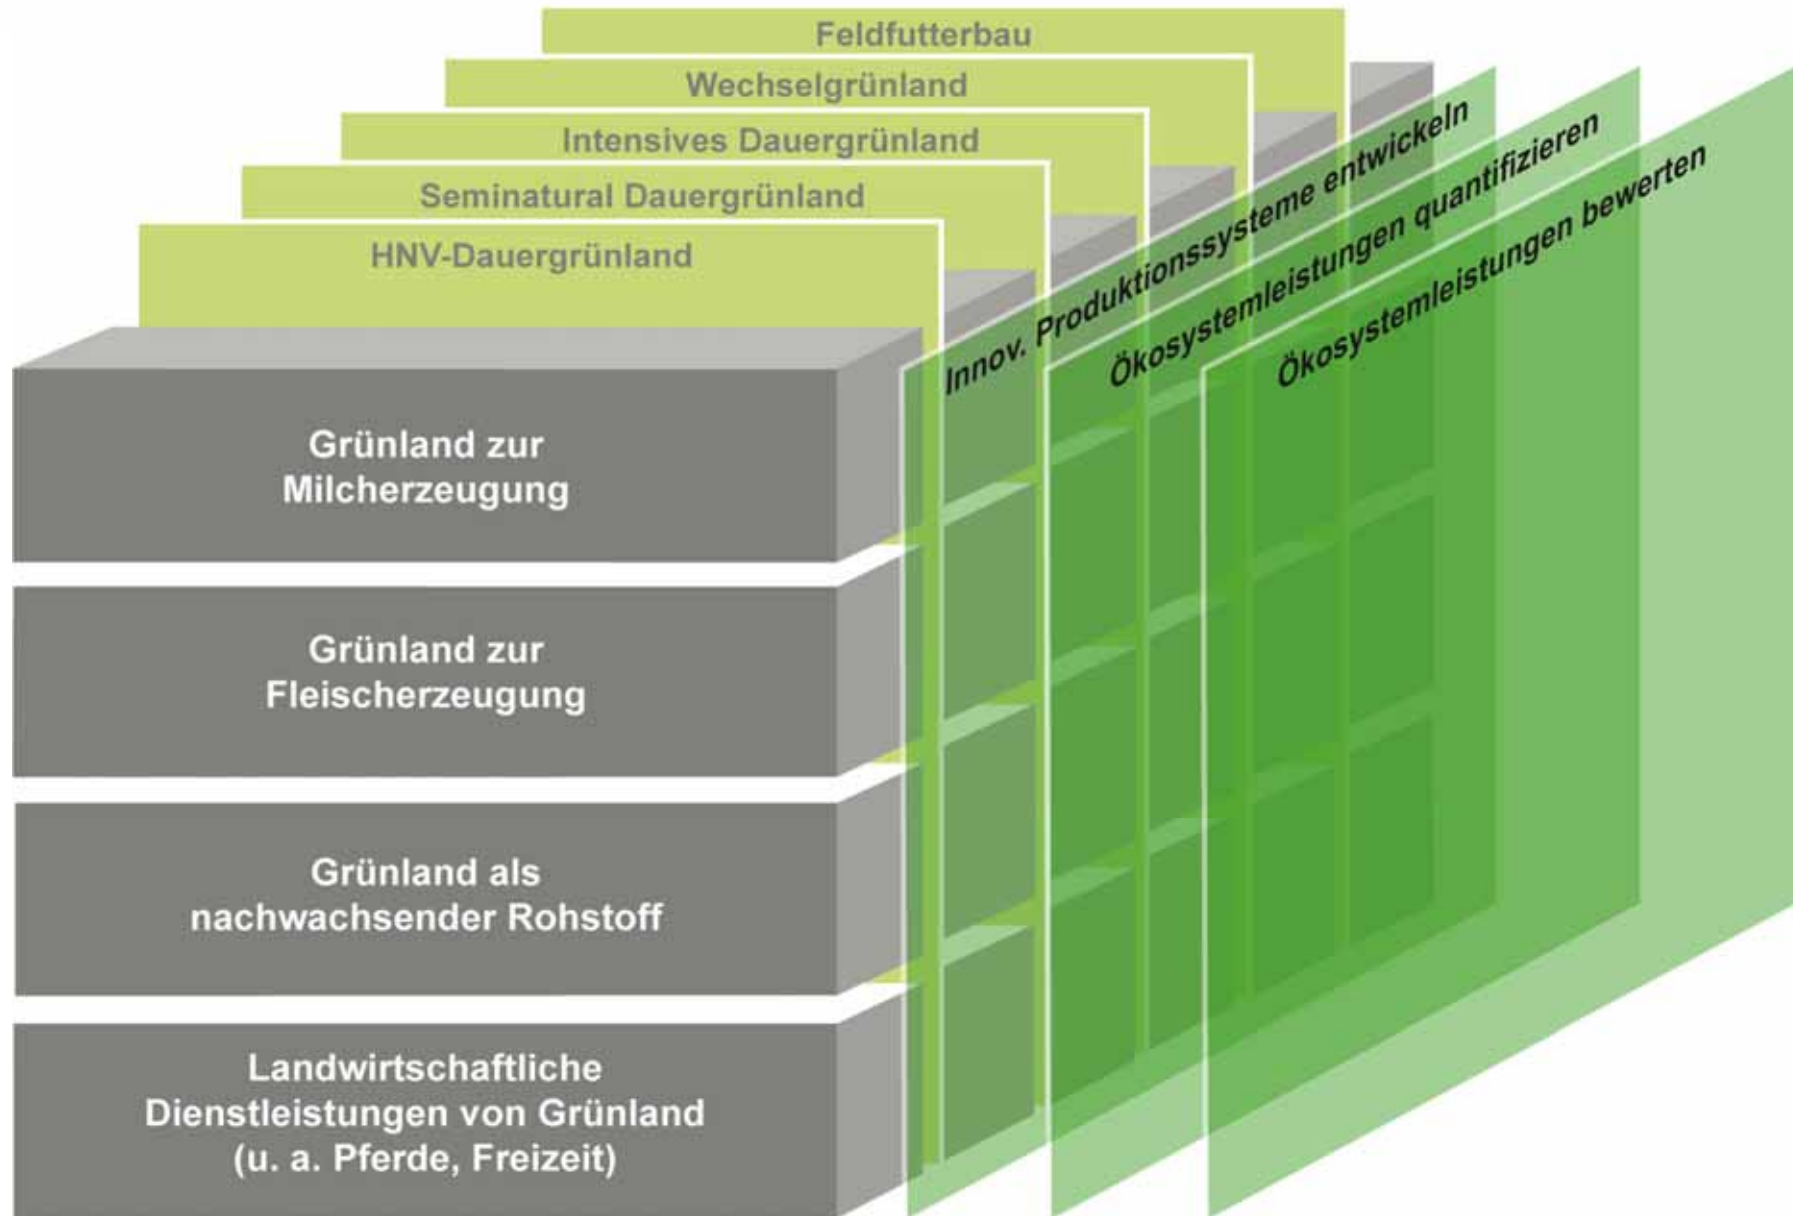 Feldfutterbau
Wechselgrünland
Intensives Dauergrünland
Seminatural Dauergrünland
HNV-Dauergrünland
Innov. Produktionssysteme entwickeln
Ökosystemleistungen quantifizieren
Ökosystemleistungen bewerten
Grünland zur
Milcherzeugung
Grünland zur
Fleischerzeugung
Grünland als
nachwachsender Rohstoff
Landwirtschaftliche
Dienstleistungen von Grünland
(u. a. Pferde, Freizeit)